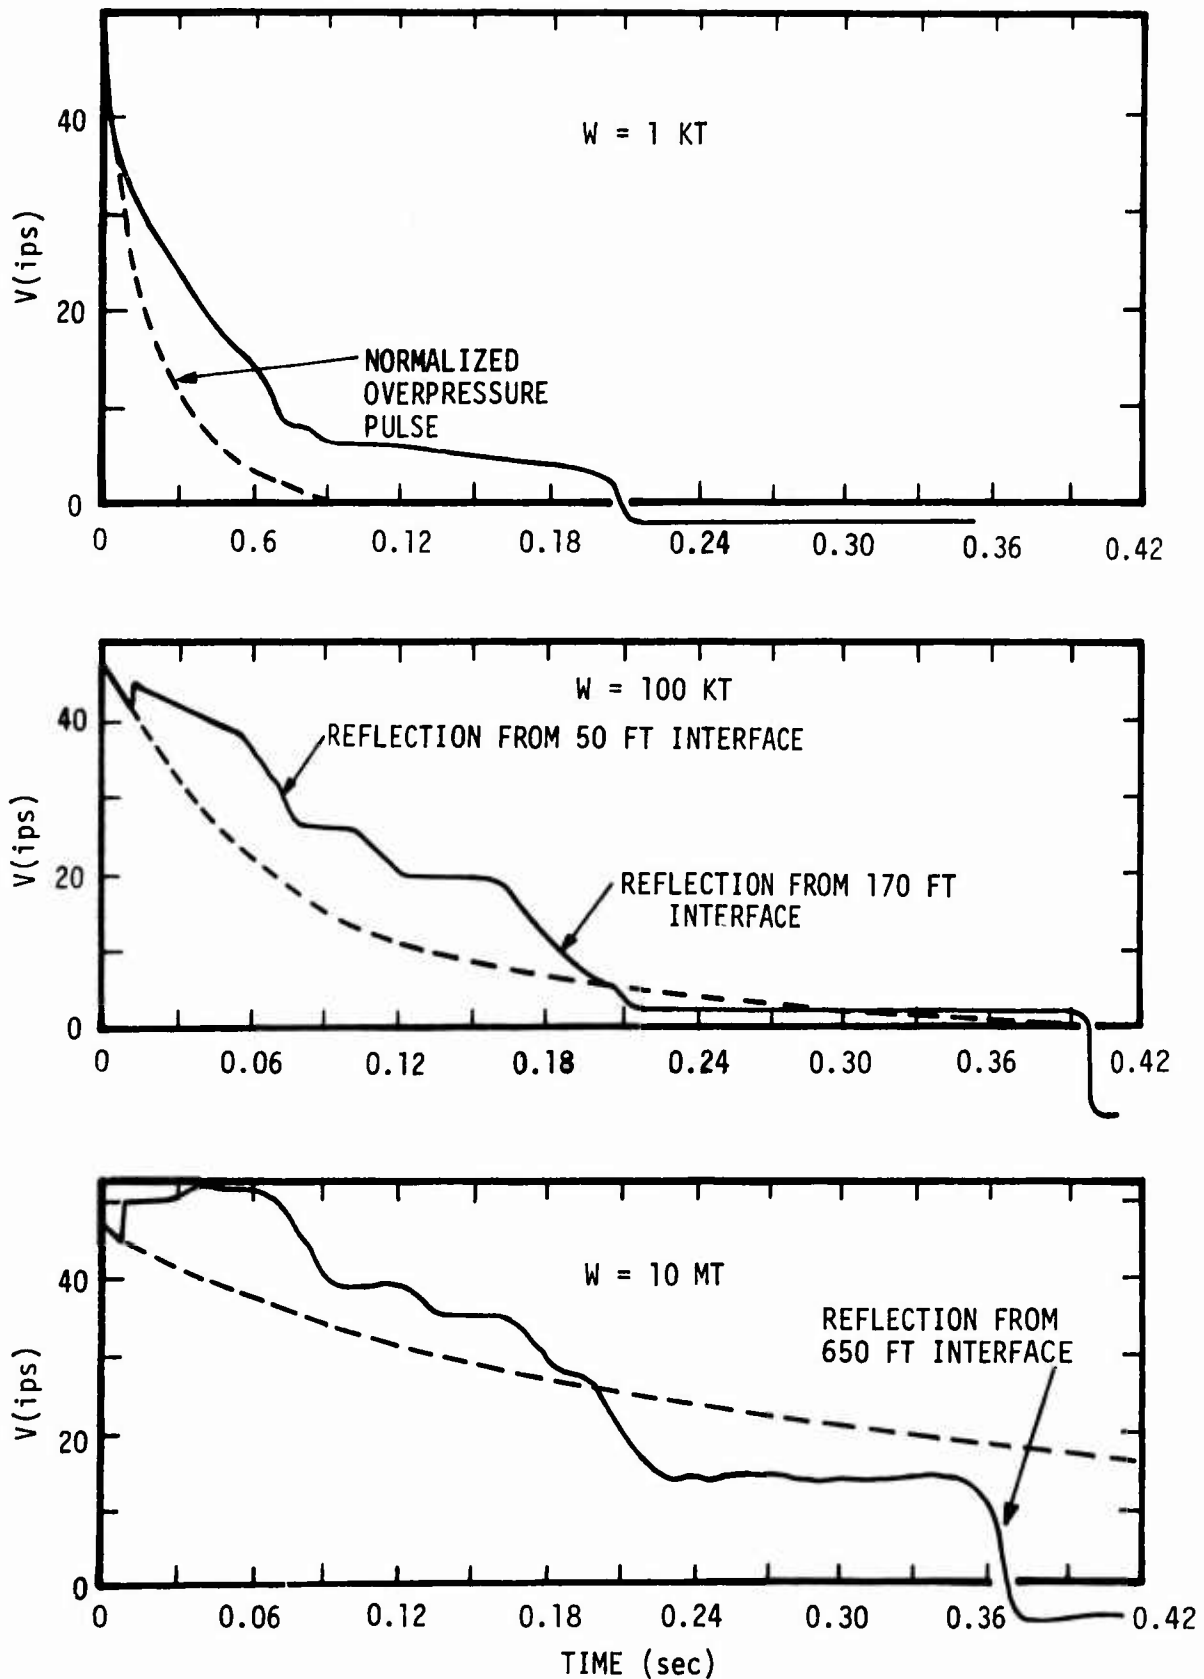 40
W = 1 KT
V(ips)
20
NORMALIZED
OVERPRESSURE
PULSE
0
0 0.6 0.12 0.18 0.24 0.30 0.36 0.42
W = 100 KT
40
REFLECTION FROM 50 FT INTERFACE
V(ips)
20
REFLECTION FROM 170 FT
INTERFACE
0
0 0.06 0.12 0.18 0.24 0.30 0.36 0.42
40
W = 10 MT
REFLECTION FROM
650 FT INTERFACE
V(ips)
20
0
0 0.06 0.12 0.18 0.24 0.30 0.36 0.42
TIME (sec)